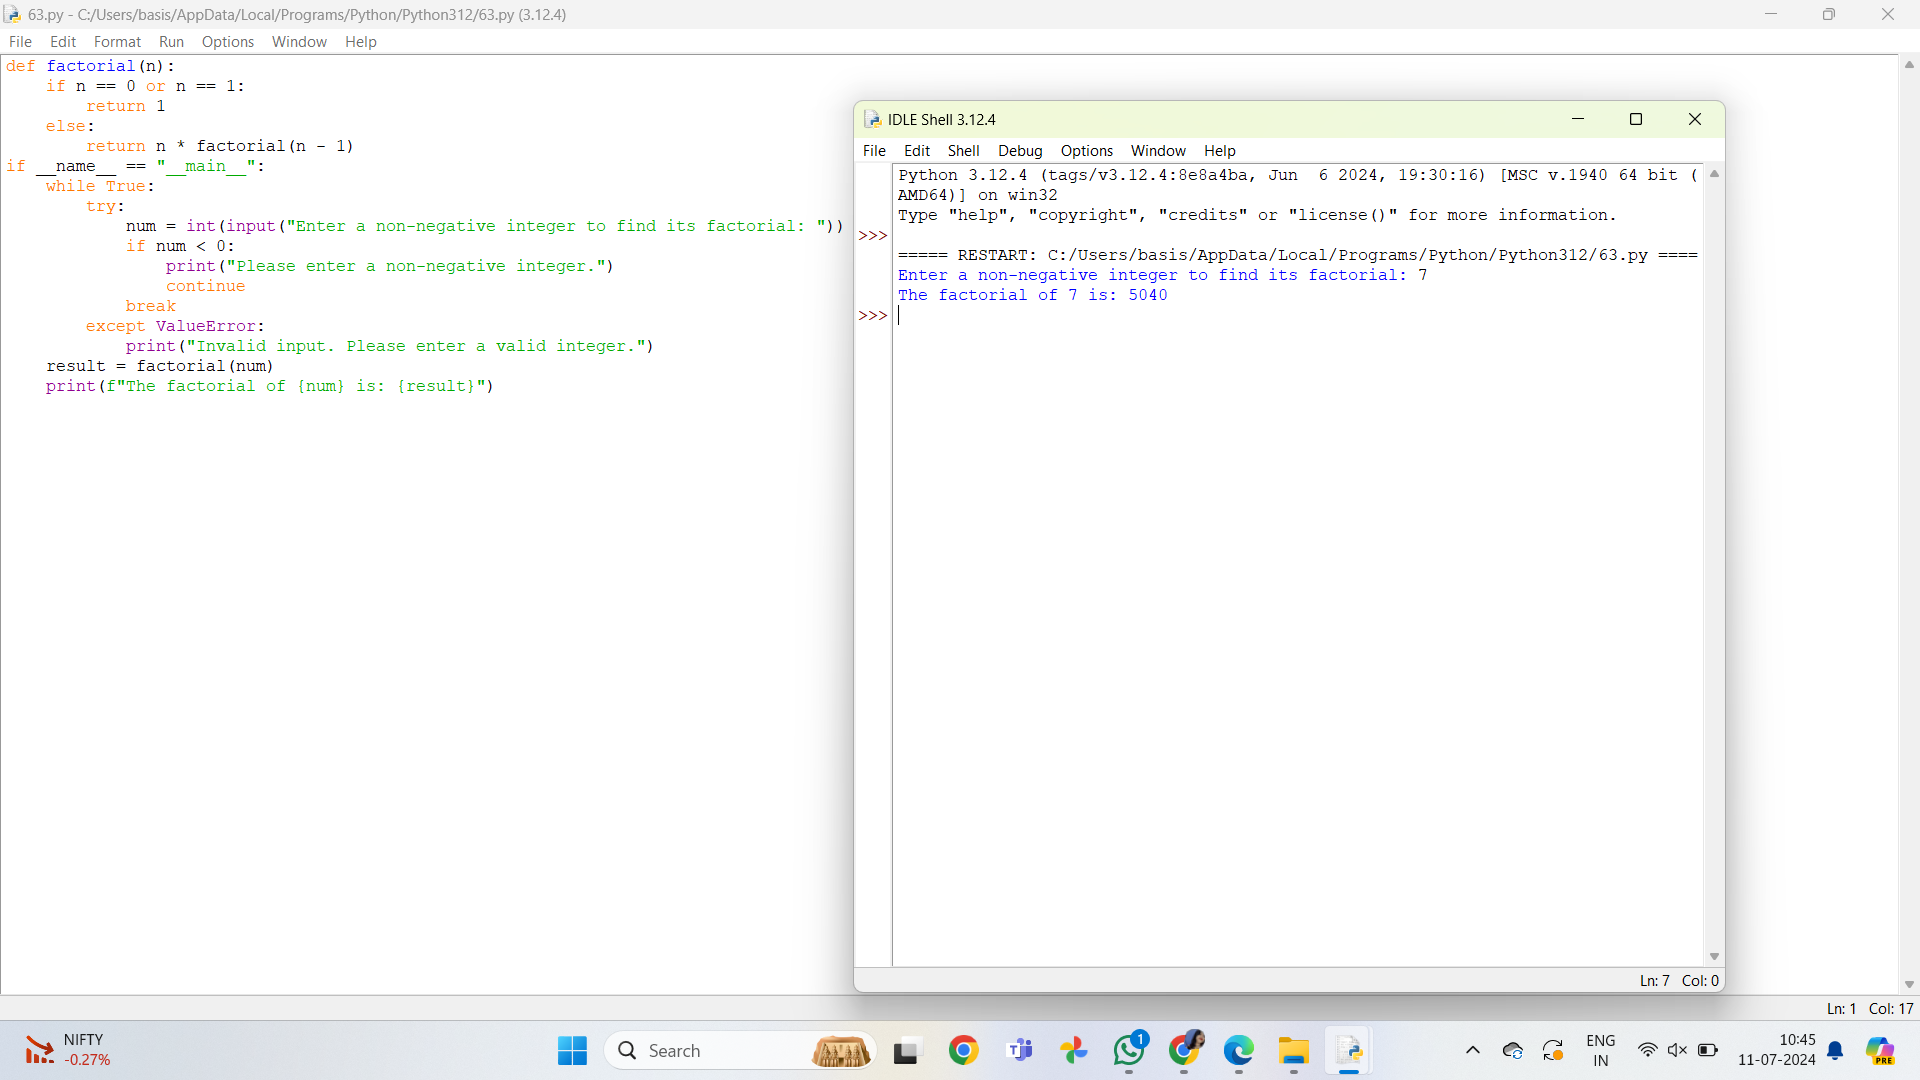 63.py - C:/Users/basis/AppData/Local/Programs/Python/Python312/63.py (3.12.4)
File Edit Format Run Options Window Help
def factorial(n):
    if n == 0 or n == 1:
        return 1
    else:
        return n * factorial(n - 1)
if __name__ == "__main__":
    while True:
        try:
            num = int(input("Enter a non-negative integer to find its factorial: "))
            if num < 0:
                print("Please enter a non-negative integer.")
                continue
            break
        except ValueError:
            print("Invalid input. Please enter a valid integer.")
    result = factorial(num)
    print(f"The factorial of {num} is: {result}")
IDLE Shell 3.12.4
File Edit Shell Debug Options Window Help
Python 3.12.4 (tags/v3.12.4:8e8a4ba, Jun  6 2024, 19:30:16) [MSC v.1940 64 bit (
AMD64)] on win32
Type "help", "copyright", "credits" or "license()" for more information.
>>>
===== RESTART: C:/Users/basis/AppData/Local/Programs/Python/Python312/63.py ====
Enter a non-negative integer to find its factorial: 7
The factorial of 7 is: 5040
>>>
Ln: 7 Col: 0
Ln: 1 Col: 17
NIFTY
-0.27%
Search
1
ENG
IN
10:45
11-07-2024
PRE